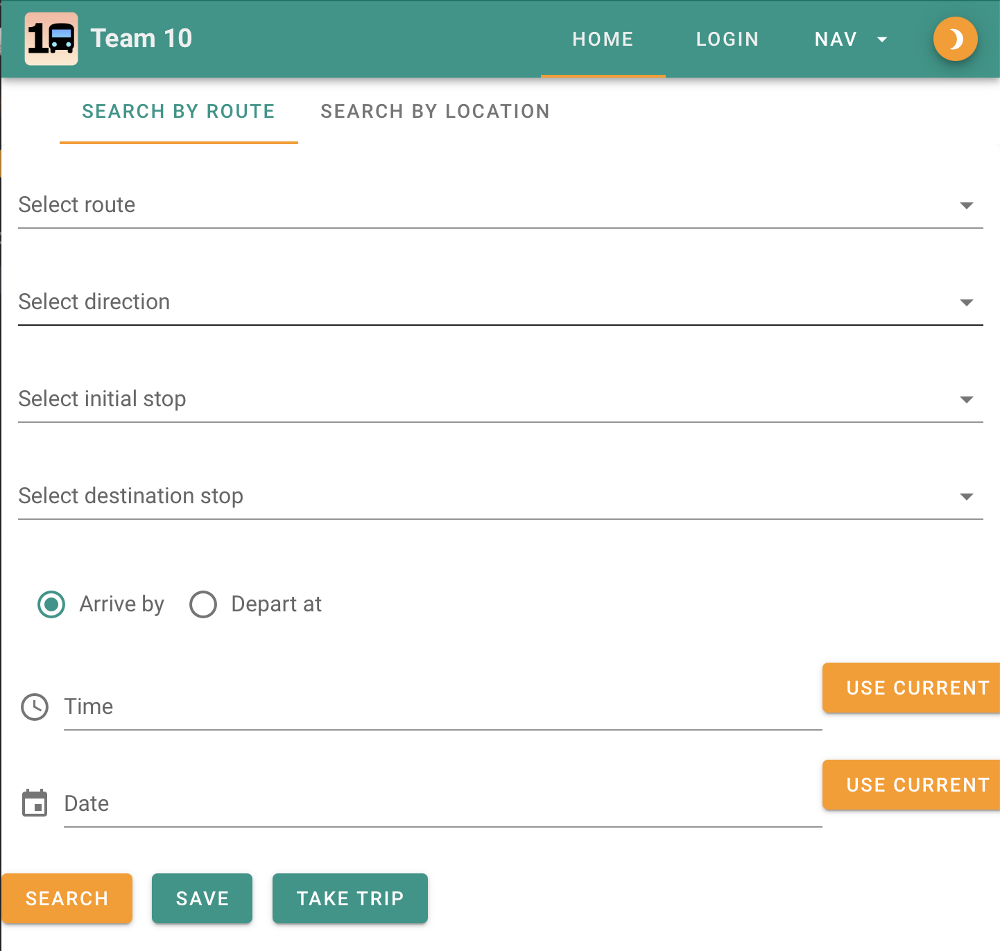 10 Team 10 HOME LOGIN NAV
SEARCH BY ROUTE SEARCH BY LOCATION
Select route
Select direction
Select initial stop
Select destination stop
Arrive by Depart at
Time USE CURRENT
Date USE CURRENT
SEARCH SAVE TAKE TRIP